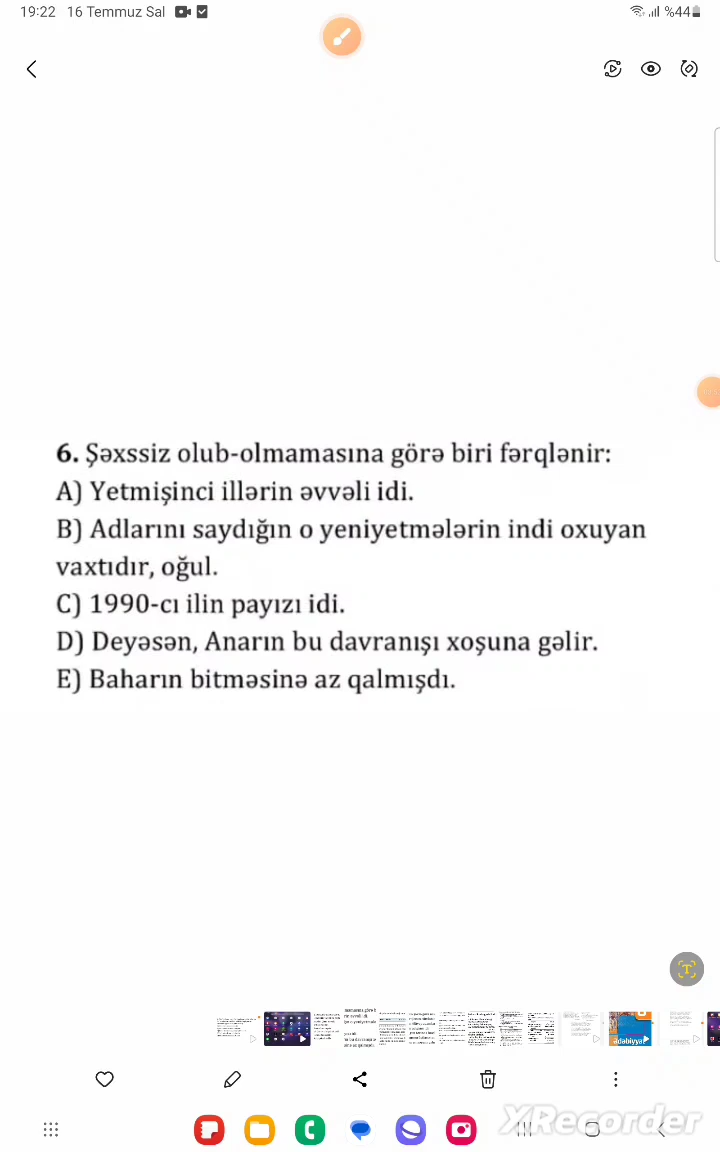 19:22 16 Temmuz Sal %44
6. Şəxssiz olub-olmamasına görə biri fərqlənir:
A) Yetmişinci illərin əvvəli idi.
B) Adlarını saydığın o yeniyetmələrin indi oxuyan
vaxtıdır, oğul.
C) 1990-cı ilin payızı idi.
D) Deyəsən, Anarın bu davranışı xoşuna gəlir.
E) Baharın bitməsinə az qalmışdı.
T
ədəbiyyat
XRecorder